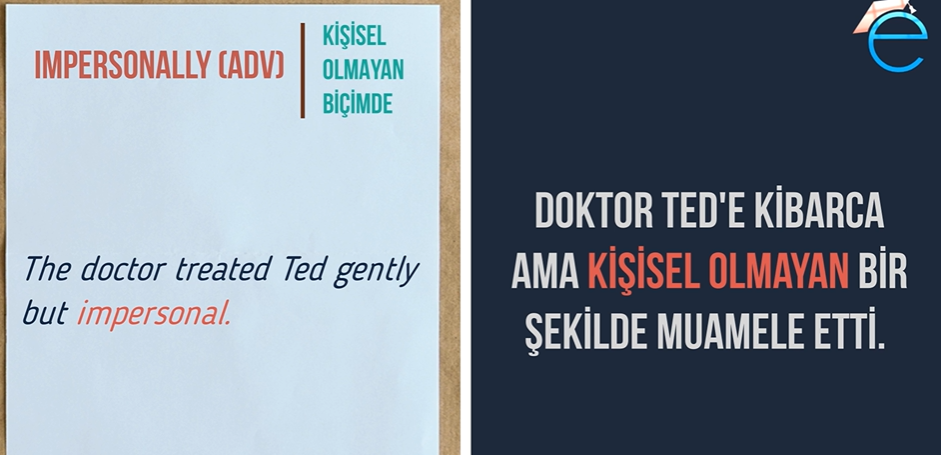 IMPERSONALLY (ADV)
KİŞİSEL
OLMAYAN
BİÇİMDE
The doctor treated Ted gently
but impersonal.
e
DOKTOR TED'E KİBARCA
AMA KİŞİSEL OLMAYAN BİR
ŞEKİLDE MUAMELE ETTİ.